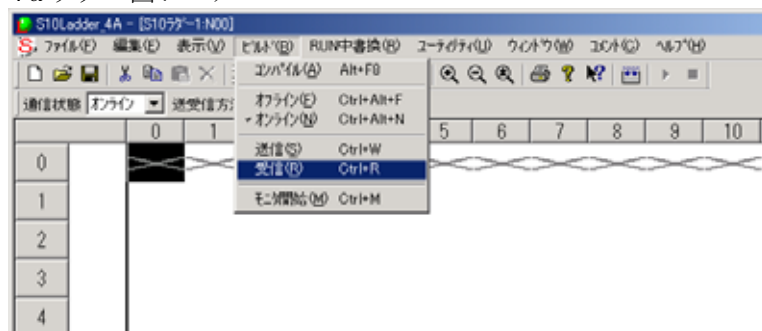 S10Ladder_4A - [S10ﾗﾀﾞｰ1:N00]
ﾌｧｲﾙ(F) 編集(E) 表示(V) ﾋﾞﾙﾄﾞ(B) RUN中書換(R) ﾕｰﾃｨﾘﾃｨ(U) ｳｨﾝﾄﾞｳ(W) ｺﾒﾝﾄ(C) ﾍﾙﾌﾟ(H)
ｺﾝﾊﾟｲﾙ(A) Alt+F8
通信状態 ｵﾝﾗｲﾝ 送受信方
ｵﾌﾗｲﾝ(F) Ctrl+Alt+F
ｵﾝﾗｲﾝ(N) Ctrl+Alt+N
送信(S) Ctrl+W
受信(R) Ctrl+R
ﾓﾆﾀ開始(M) Ctrl+M
0 1 5 6 7 8 9 10
0
1
2
3
4